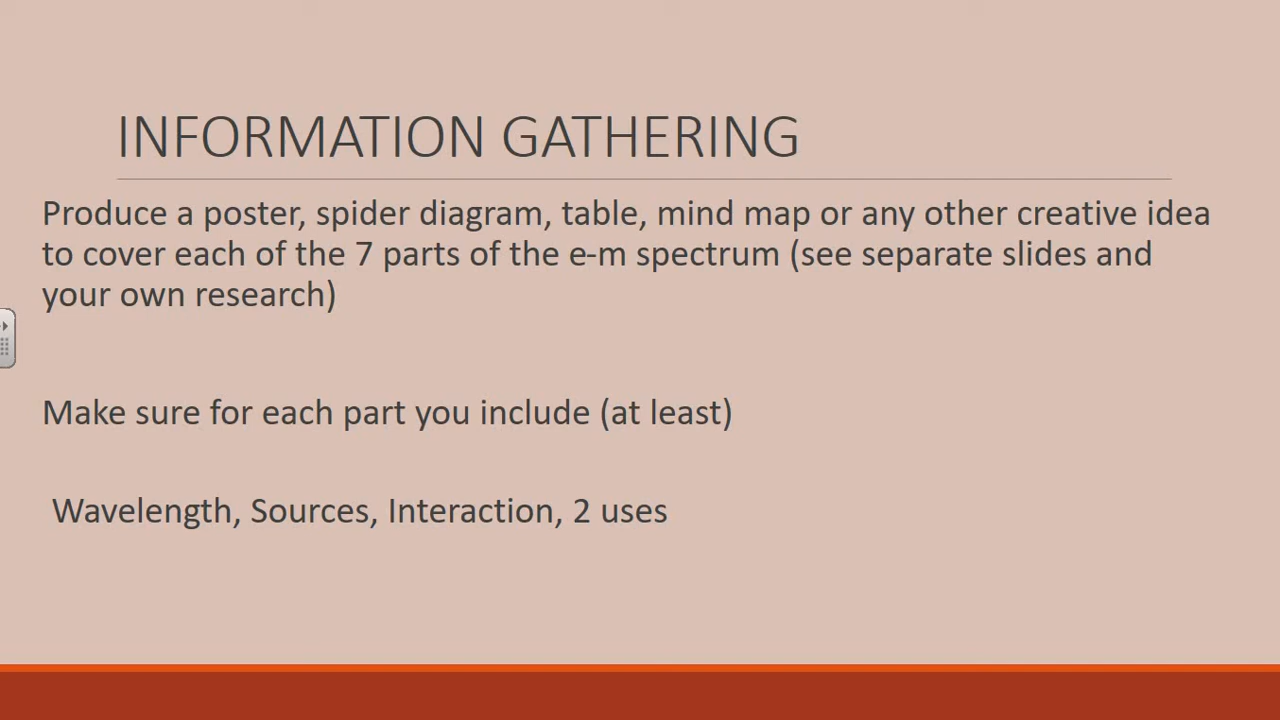 INFORMATION GATHERING
Produce a poster, spider diagram, table, mind map or any other creative idea
to cover each of the 7 parts of the e-m spectrum (see separate slides and
your own research)
Make sure for each part you include (at least)
Wavelength, Sources, Interaction, 2 uses